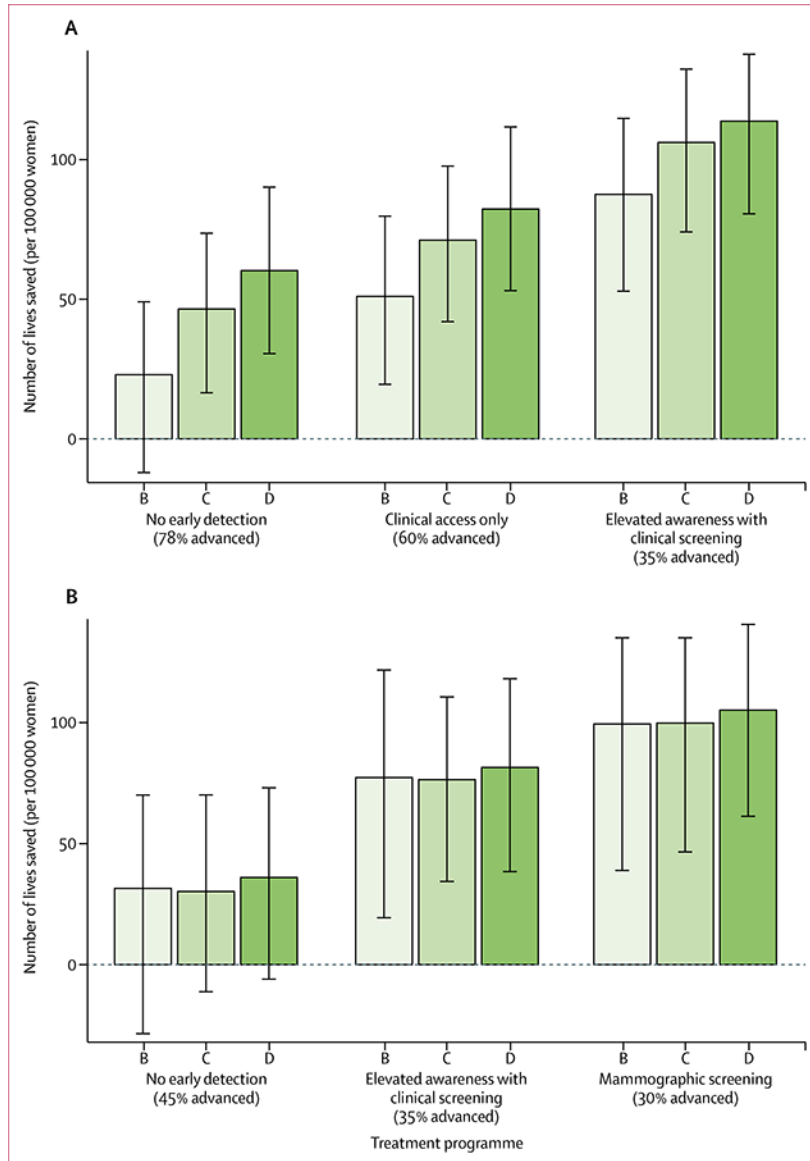 A
Number of lives saved (per 100 000 women)
100
50
0
B C D B C D B C D
No early detection
(78% advanced)
Clinical access only
(60% advanced)
Elevated awareness with
clinical screening
(35% advanced)
B
Number of lives saved (per 100 000 women)
100
50
0
B C D B C D B C D
No early detection
(45% advanced)
Elevated awareness with
clinical screening
(35% advanced)
Mammographic screening
(30% advanced)
Treatment programme